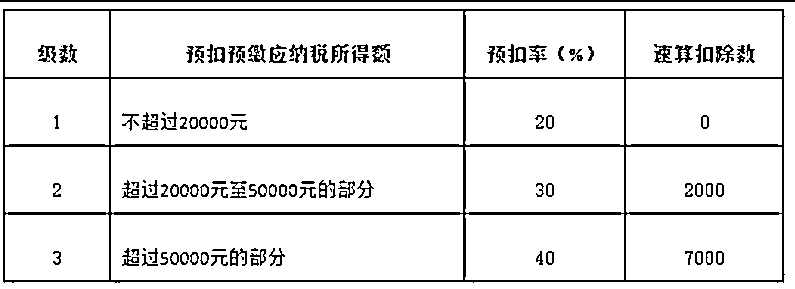 级数 预扣预缴应纳税所得额 预扣率（%） 速算扣除数
1 不超过20000元 20 0
2 超过20000元至50000元的部分 30 2000
3 超过50000元的部分 40 7000